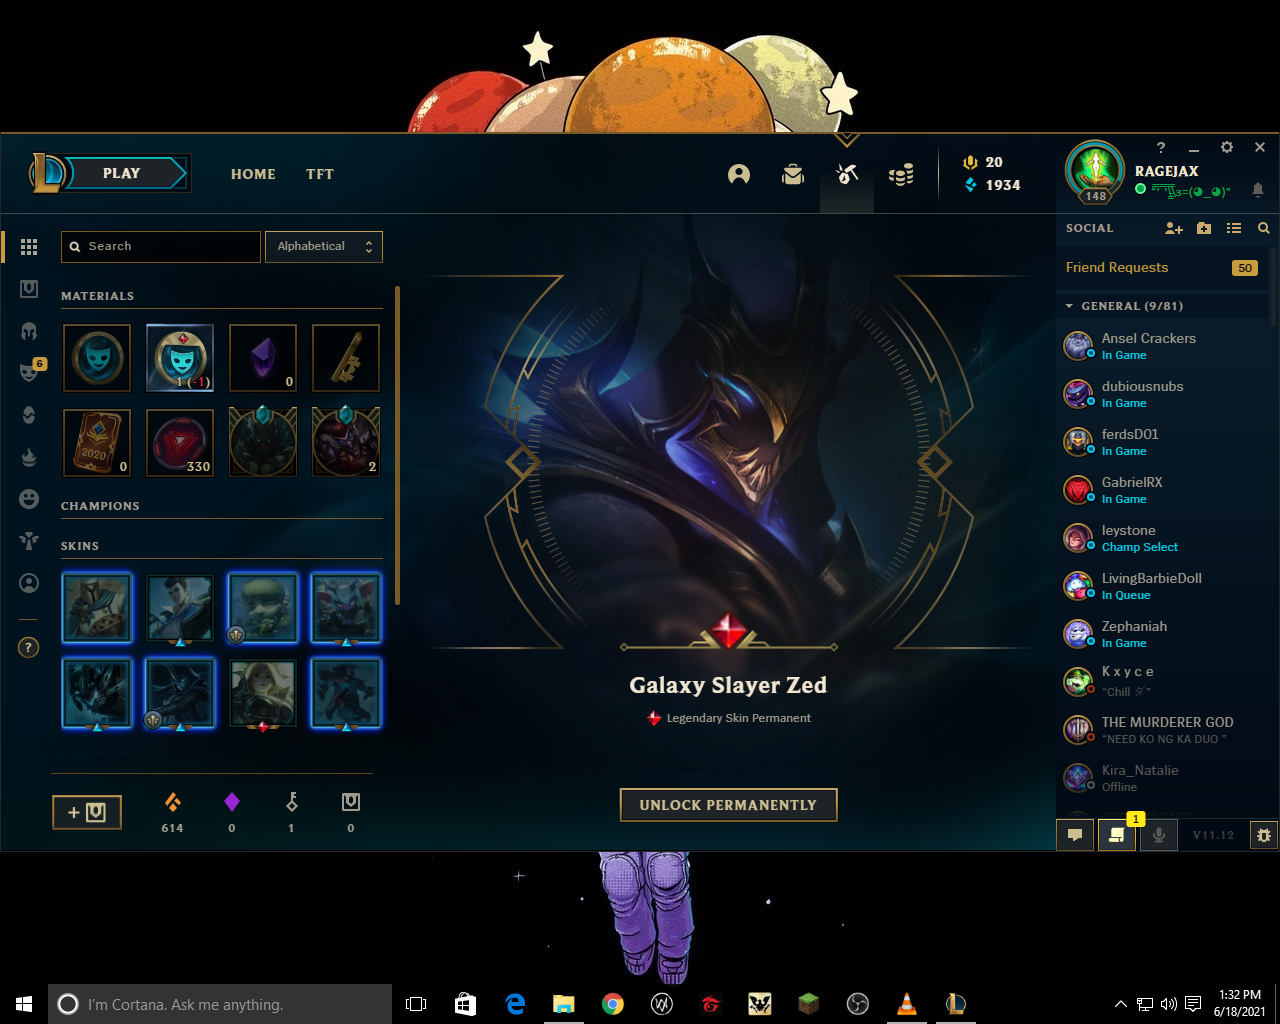 PLAY
HOME
TFT
20
1934
?
RAGEJAX
148
SOCIAL
Friend Requests
50
GENERAL (9/81)
Search
Alphabetical
MATERIALS
1 (-1)
0
2020
0
330
2
6
CHAMPIONS
SKINS
?
614
0
1
0
Galaxy Slayer Zed
Legendary Skin Permanent
UNLOCK PERMANENTLY
Ansel Crackers
In Game
dubiousnubs
In Game
ferdsD01
In Game
GabrielRX
In Game
leystone
Champ Select
LivingBarbieDoll
In Queue
Zephaniah
In Game
K x y c e
"Chill ダ"
THE MURDERER GOD
"NEED KO NG KA DUO "
Kira_Natalie
Offline
1
V11.12
I'm Cortana. Ask me anything.
1:32 PM
6/18/2021